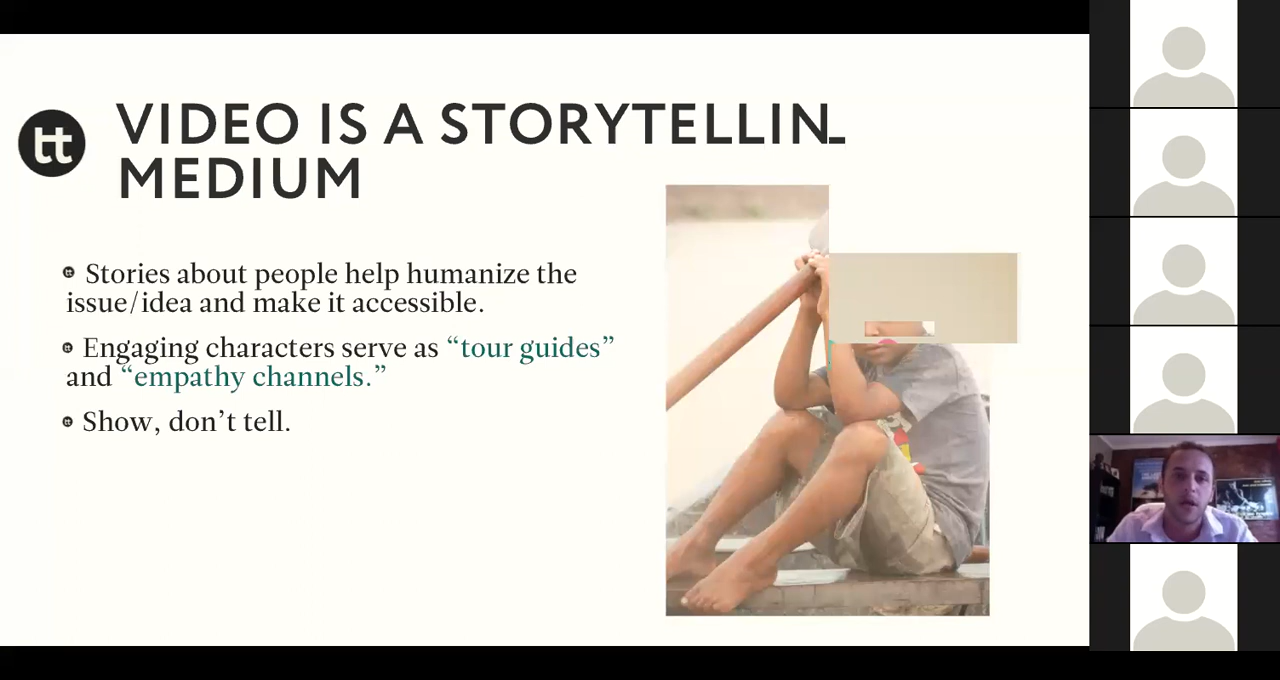 tt
VIDEO IS A STORYTELLIN
MEDIUM
Stories about people help humanize the
issue/idea and make it accessible.
Engaging characters serve as “tour guides”
and “empathy channels.”
Show, don’t tell.